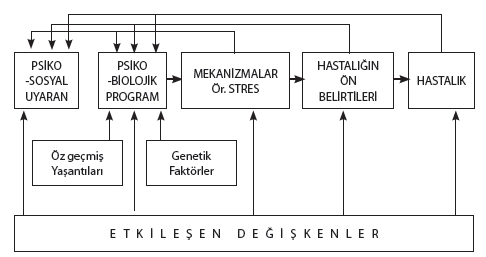 PSİKO
-SOSYAL
UYARAN
PSİKO
-BİLOJİK
PROGRAM
MEKANİZMALAR
Ör. STRES
HASTALIĞIN
ÖN
BELİRTİLERİ
HASTALIK
Öz geçmiş
Yaşantıları
Genetik
Faktörler
ETKİLEŞEN DEĞİŞKENLER